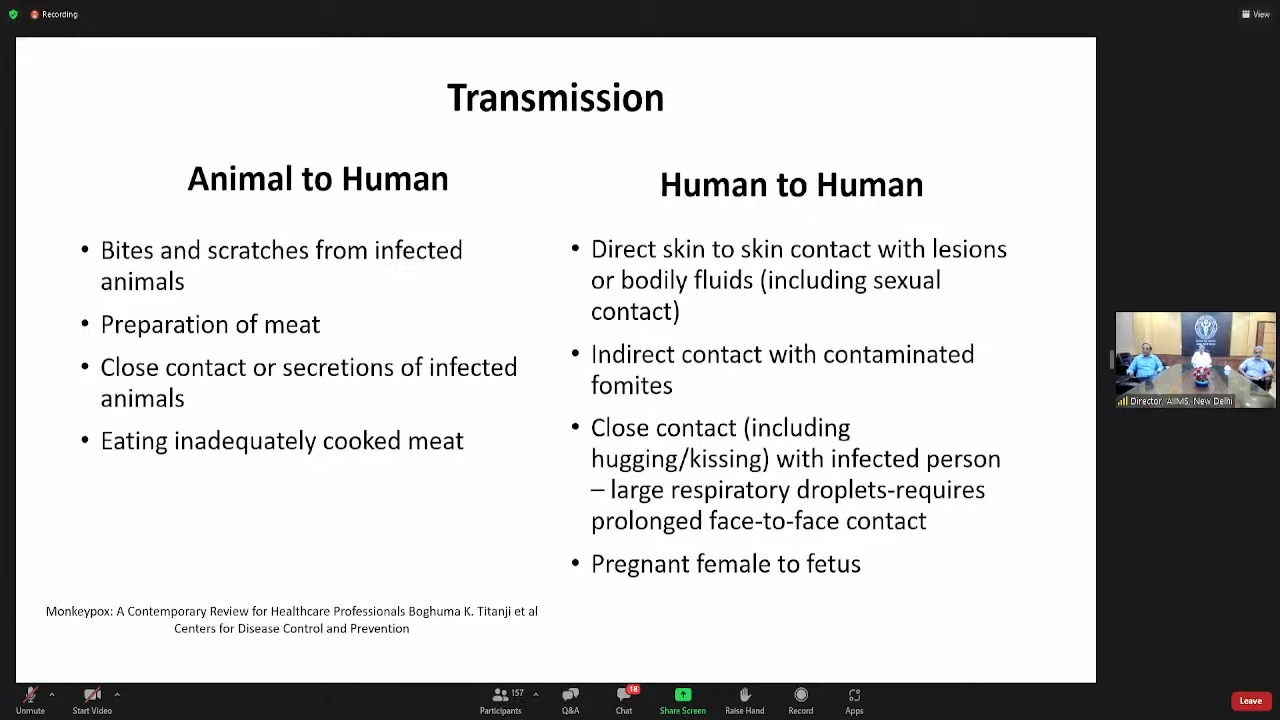 Recording
View
Transmission
Animal to Human
• Bites and scratches from infected
animals
• Preparation of meat
• Close contact or secretions of infected
animals
• Eating inadequately cooked meat
Monkeypox: A Contemporary Review for Healthcare Professionals Boghuma K. Titanji et al
Centers for Disease Control and Prevention
Human to Human
• Direct skin to skin contact with lesions
or bodily fluids (including sexual
contact)
• Indirect contact with contaminated
fomites
• Close contact (including
hugging/kissing) with infected person
– large respiratory droplets-requires
prolonged face-to-face contact
• Pregnant female to fetus
Director, AIIMS, New Delhi
Unmute
Start Video
157
Participants
Q&A
18
Chat
Share Screen
Raise Hand
Record
Apps
Leave